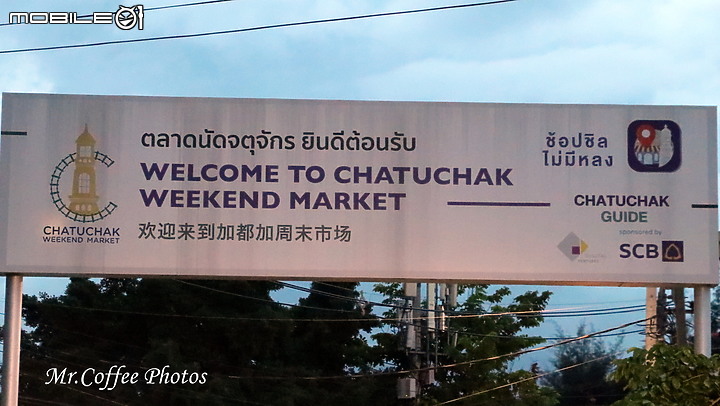 MOBILE01
ตลาดนัดจตุจักร ยินดีต้อนรับ
WELCOME TO CHATUCHAK
WEEKEND MARKET
欢迎来到加都加周末市场
CHATUCHAK
WEEKEND MARKET
ช้อปชิล
ไม่มีหลง
CHATUCHAK
GUIDE
sponsored by
SCB
Mr.Coffee Photos